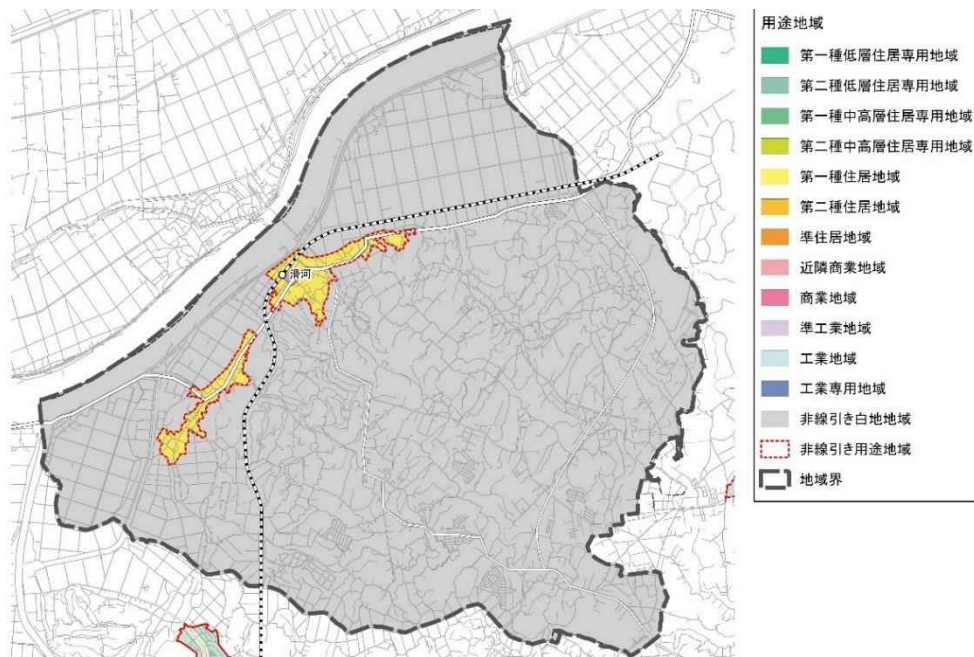 滑河
用途地域
第一種低層住居専用地域
第二種低層住居専用地域
第一種中高層住居専用地域
第二種中高層住居専用地域
第一種住居地域
第二種住居地域
準住居地域
近隣商業地域
商業地域
準工業地域
工業地域
工業専用地域
非線引き白地地域
非線引き用途地域
地域界